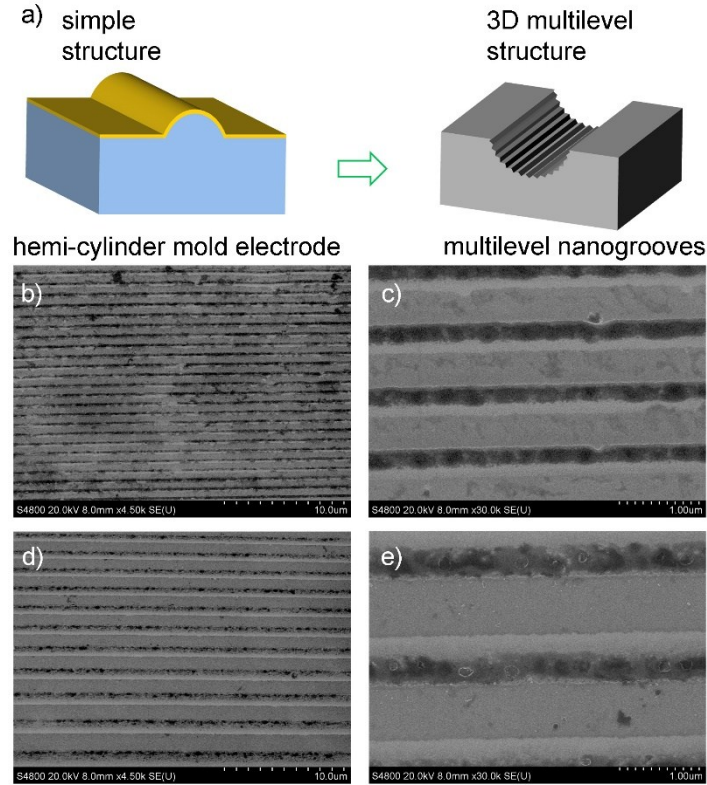 a)
simple
structure
3D multilevel
structure
hemi-cylinder mold electrode
multilevel nanogrooves
b)
S4800 20.0kV 8.0mm x4.50k SE(U)
10.0um
c)
S4800 20.0kV 8.0mm x30.0k SE(U)
1.00um
d)
S4800 20.0kV 8.0mm x4.50k SE(U)
10.0um
e)
S4800 20.0kV 8.0mm x30.0k SE(U)
1.00um